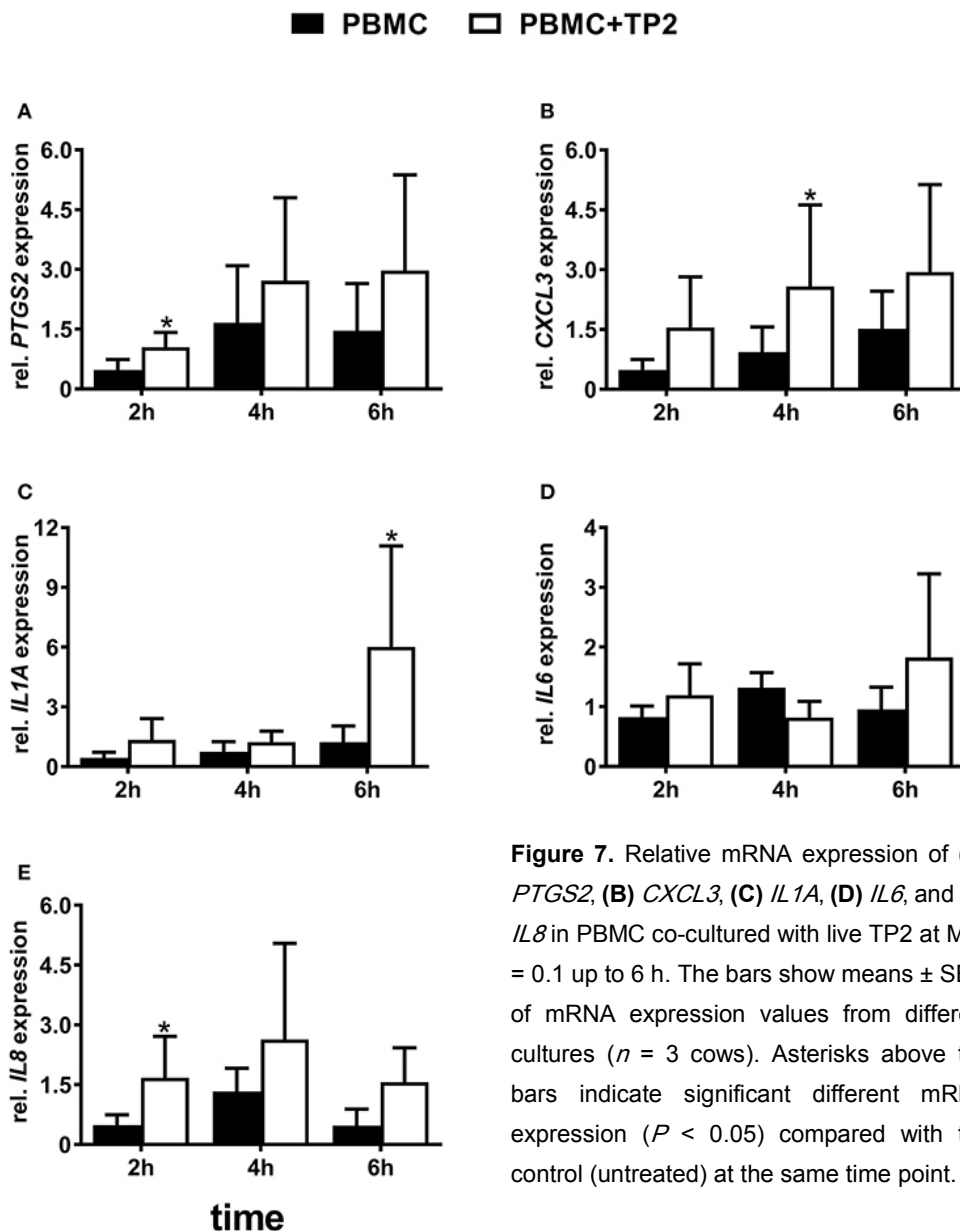 PBMC PBMC+TP2
A
rel. PTGS2 expression
6.0
4.5
3.0
1.5
0
*
2h 4h 6h
B
rel. CXCL3 expression
6.0
4.5
3.0
1.5
0
*
2h 4h 6h
C
rel. IL1A expression
12
9
6
3
0
*
2h 4h 6h
D
rel. IL6 expression
4
3
2
1
0
2h 4h 6h
E
rel. IL8 expression
6.0
4.5
3.0
1.5
0
*
2h 4h 6h
time
Figure 7. Relative mRNA expression of (
PTGS2, (B) CXCL3, (C) IL1A, (D) IL6, and
IL8 in PBMC co-cultured with live TP2 at M
= 0.1 up to 6 h. The bars show means ± SE
of mRNA expression values from differe
cultures (n = 3 cows). Asterisks above t
bars indicate significant different mR
expression (P < 0.05) compared with t
control (untreated) at the same time point.